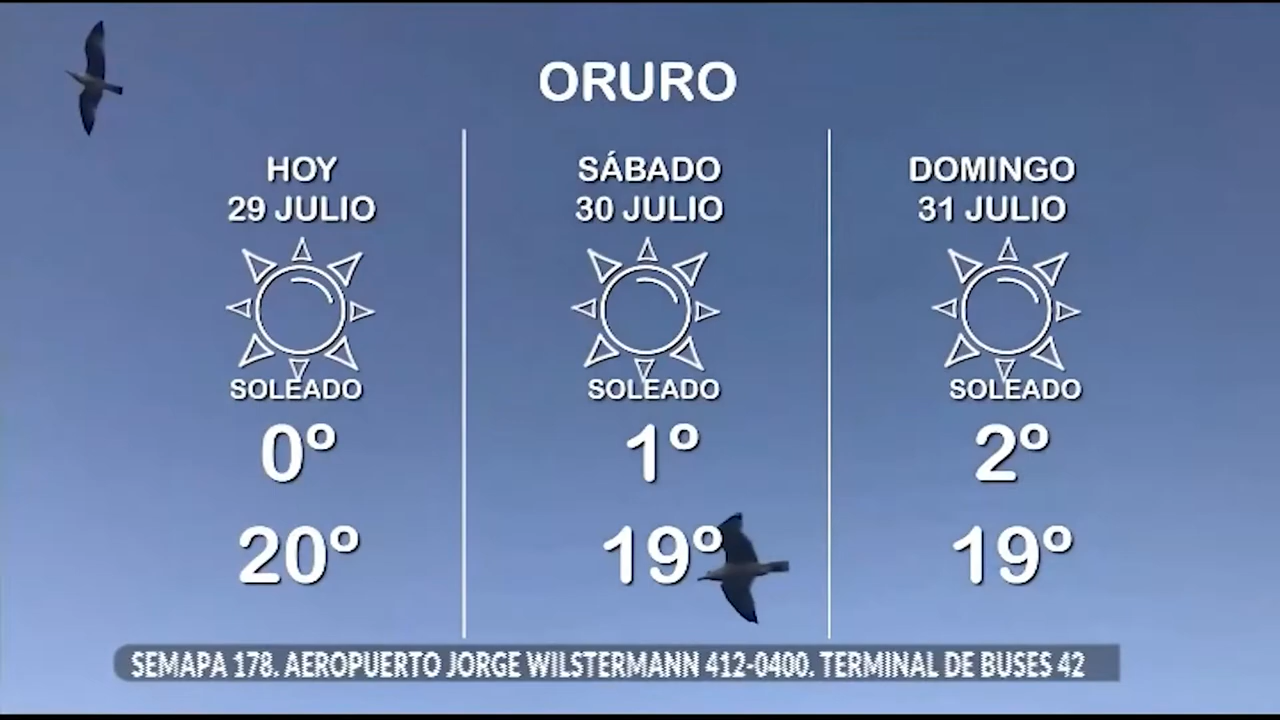 ORURO
HOY
29 JULIO
SOLEADO
0º
20º
SÁBADO
30 JULIO
SOLEADO
1º
19º
DOMINGO
31 JULIO
SOLEADO
2º
19º
SEMAPA 178. AEROPUERTO JORGE WILSTERMANN 412-0400. TERMINAL DE BUSES 42